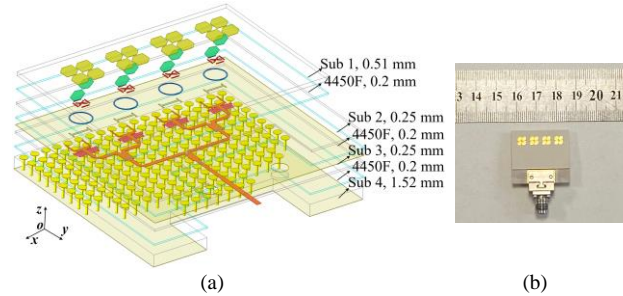 Sub 1, 0.51 mm
4450F, 0.2 mm
Sub 2, 0.25 mm
4450F, 0.2 mm
Sub 3, 0.25 mm
4450F, 0.2 mm
Sub 4, 1.52 mm
z
o
x
y
3 14 15 16 17 18 19 20 21
(a)
(b)